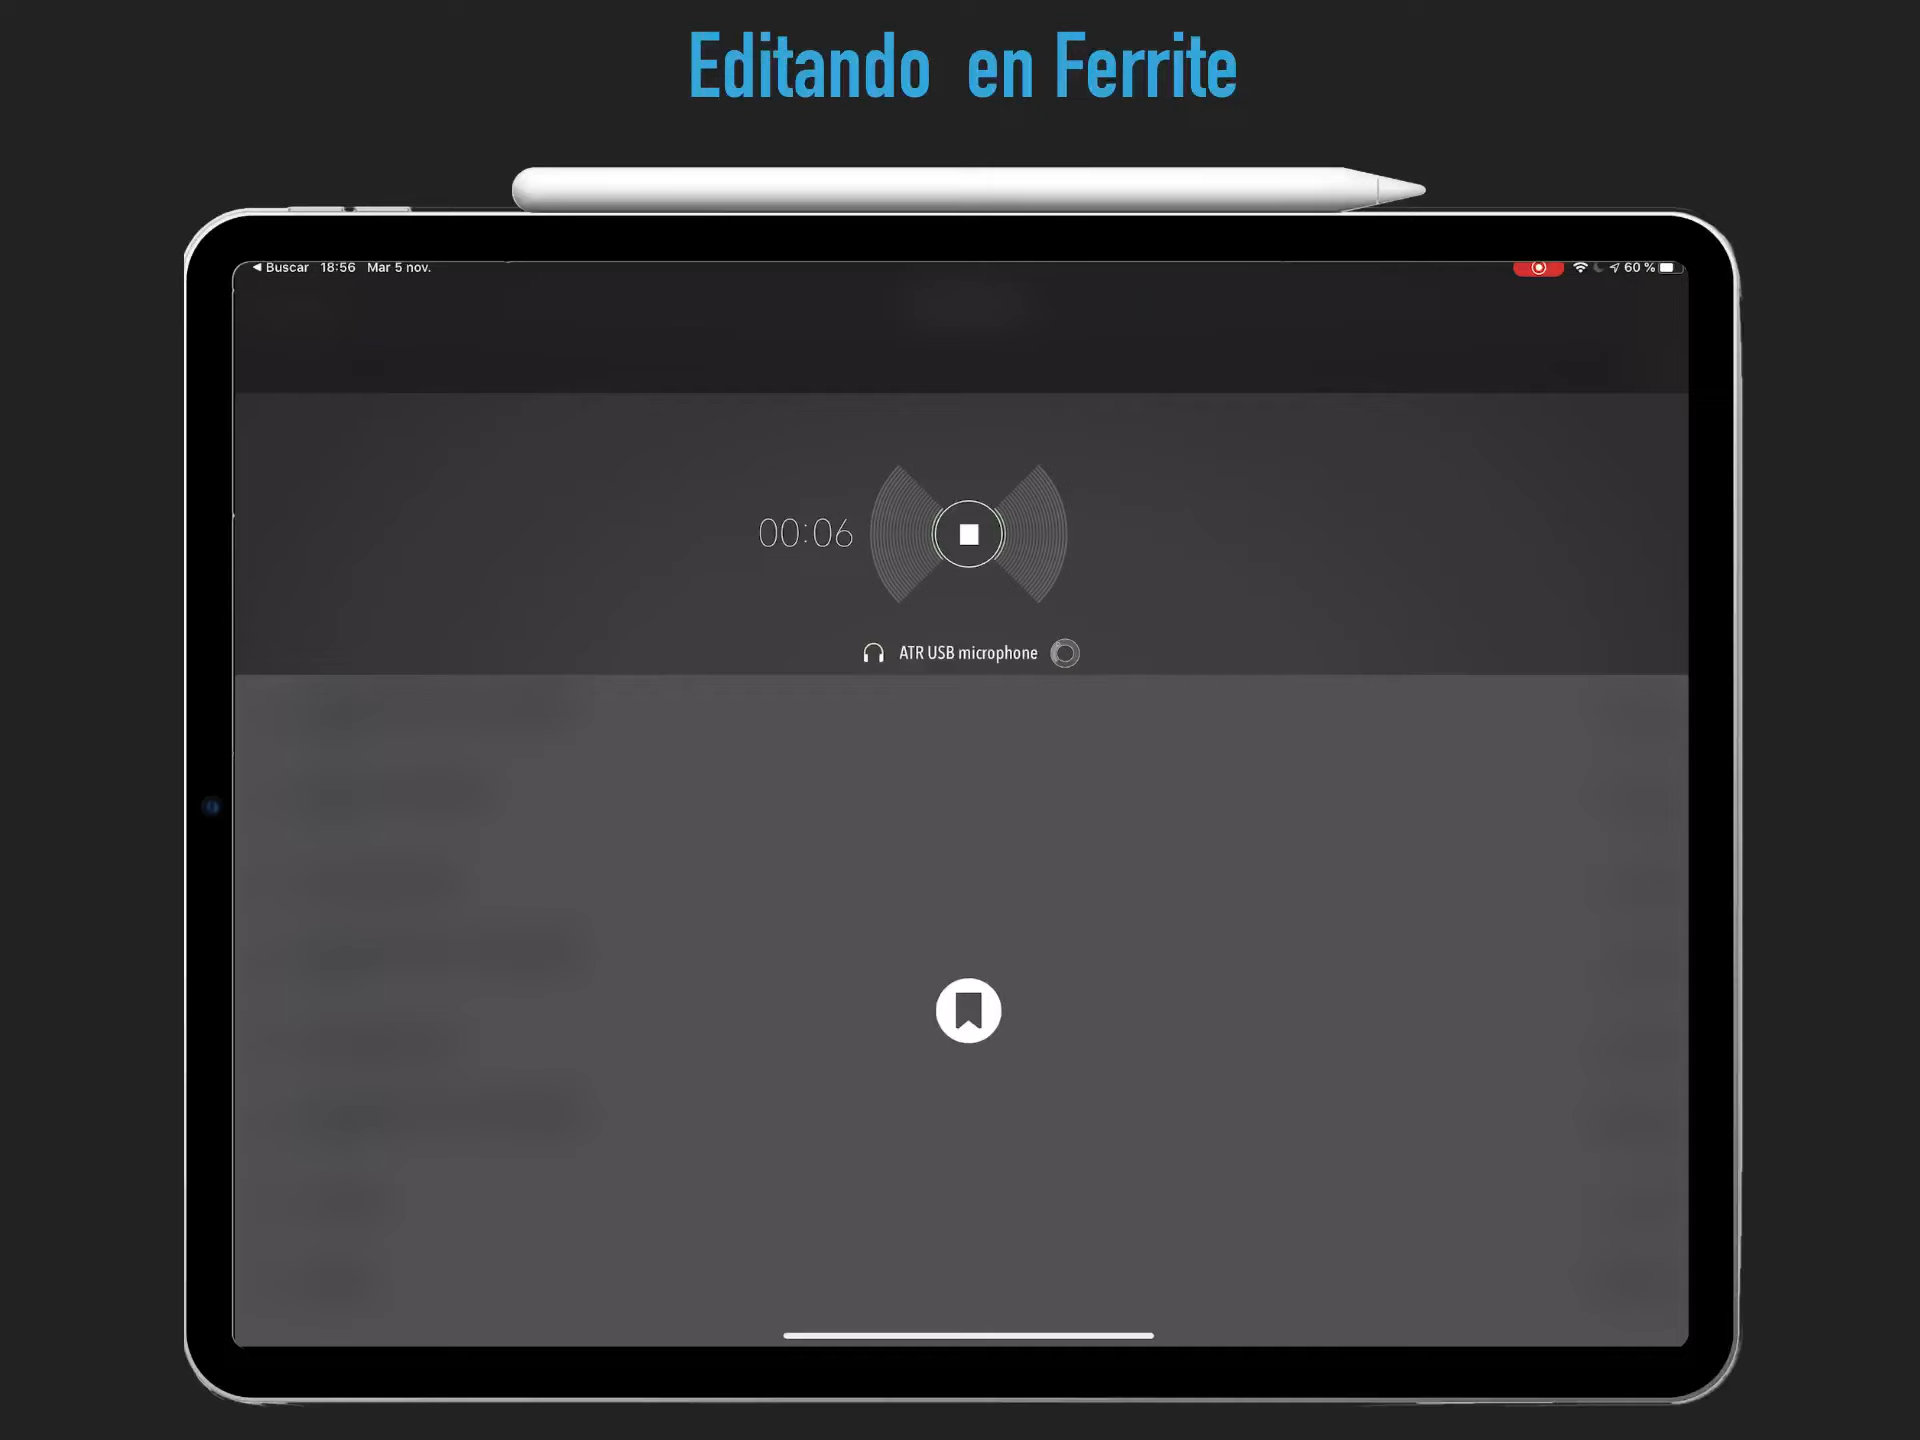 Editando en Ferrite
◀ Buscar 18:56 Mar 5 nov. 60 %
00:06
ATR USB microphone